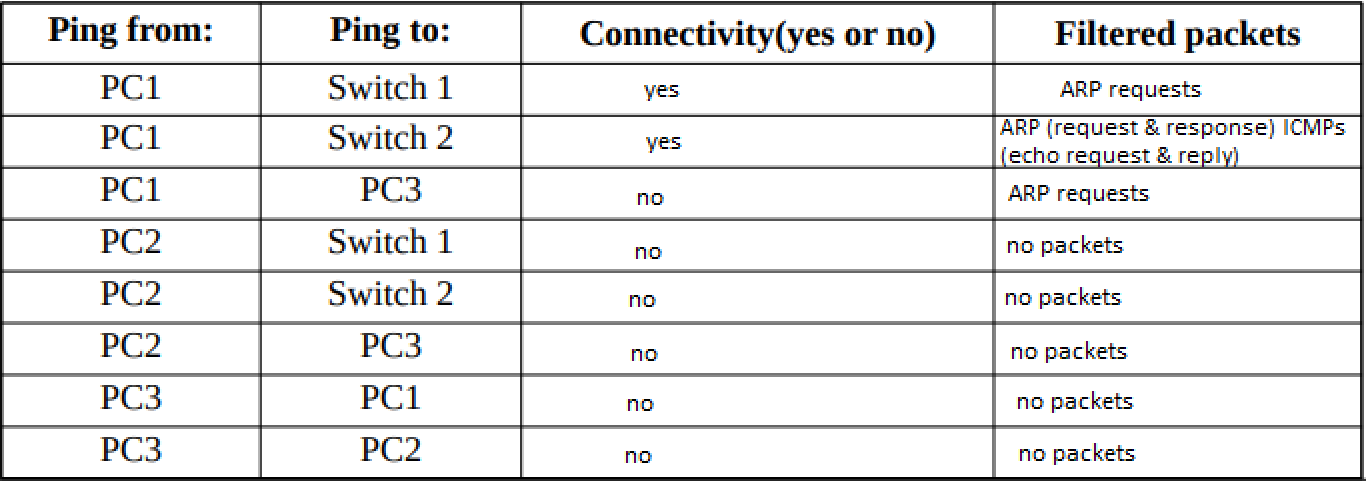 Ping from: Ping to: Connectivity(yes or no) Filtered packets
PC1 Switch 1 yes ARP requests
PC1 Switch 2 yes ARP (request & response) ICMPs
(echo request & reply)
PC1 PC3 no ARP requests
PC2 Switch 1 no no packets
PC2 Switch 2 no no packets
PC2 PC3 no no packets
PC3 PC1 no no packets
PC3 PC2 no no packets